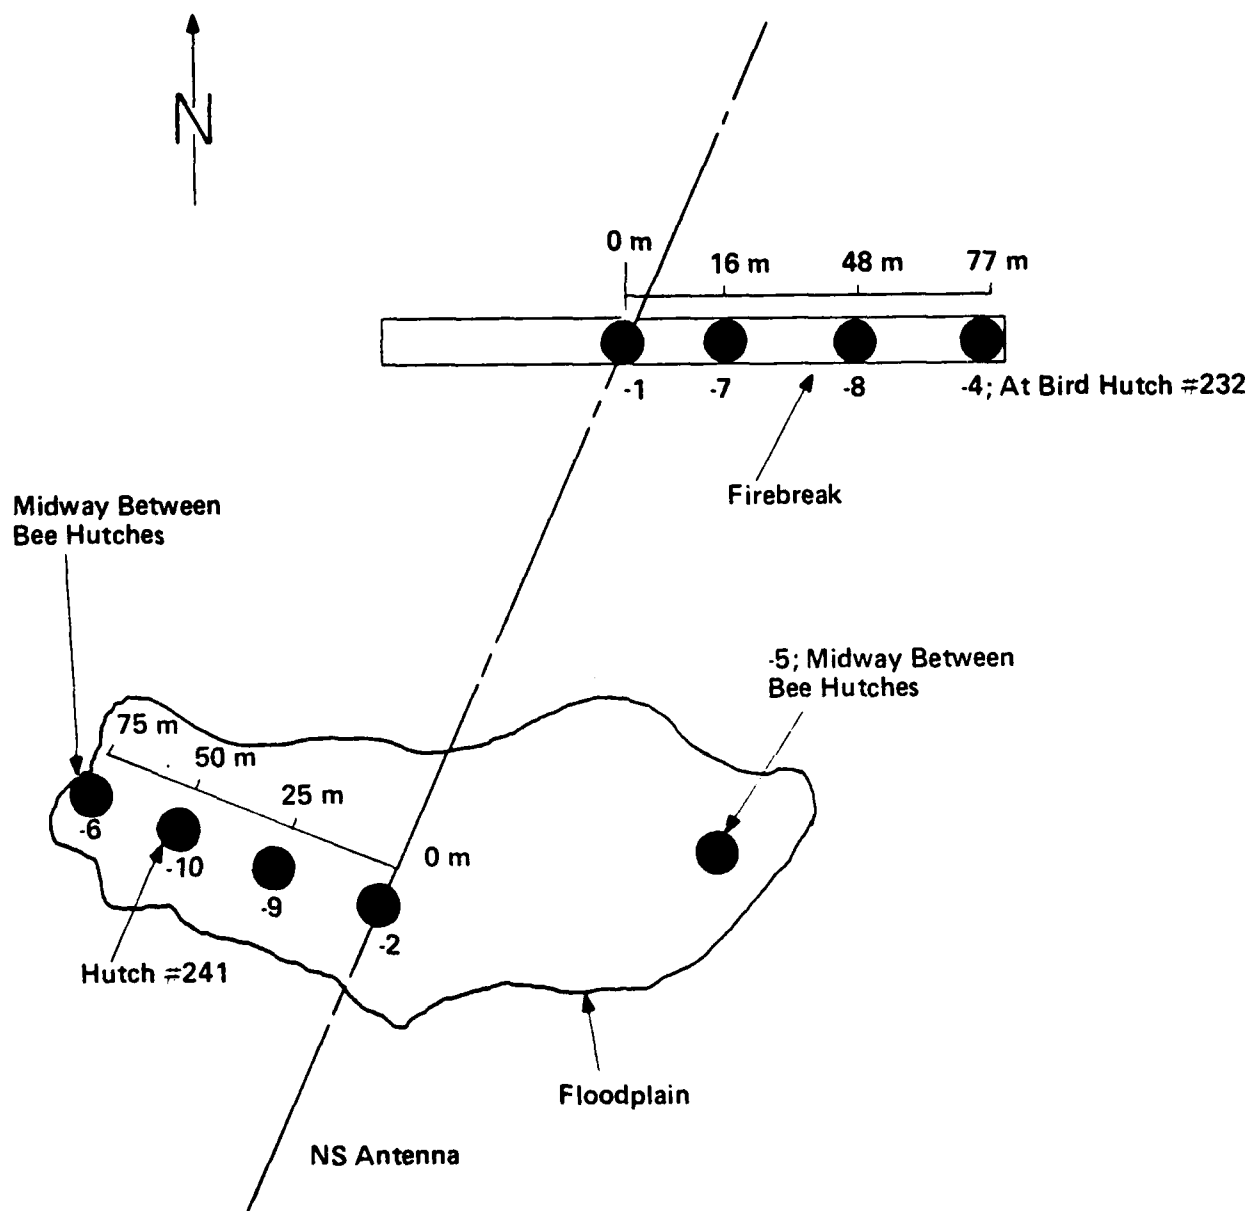 N
0 m
16 m
48 m
77 m
-1
-7
-8
-4; At Bird Hutch #232
Firebreak
Midway Between
Bee Hutches
-5; Midway Between
Bee Hutches
75 m
50 m
25 m
0 m
-6
-10
-9
-2
Hutch #241
Floodplain
NS Antenna